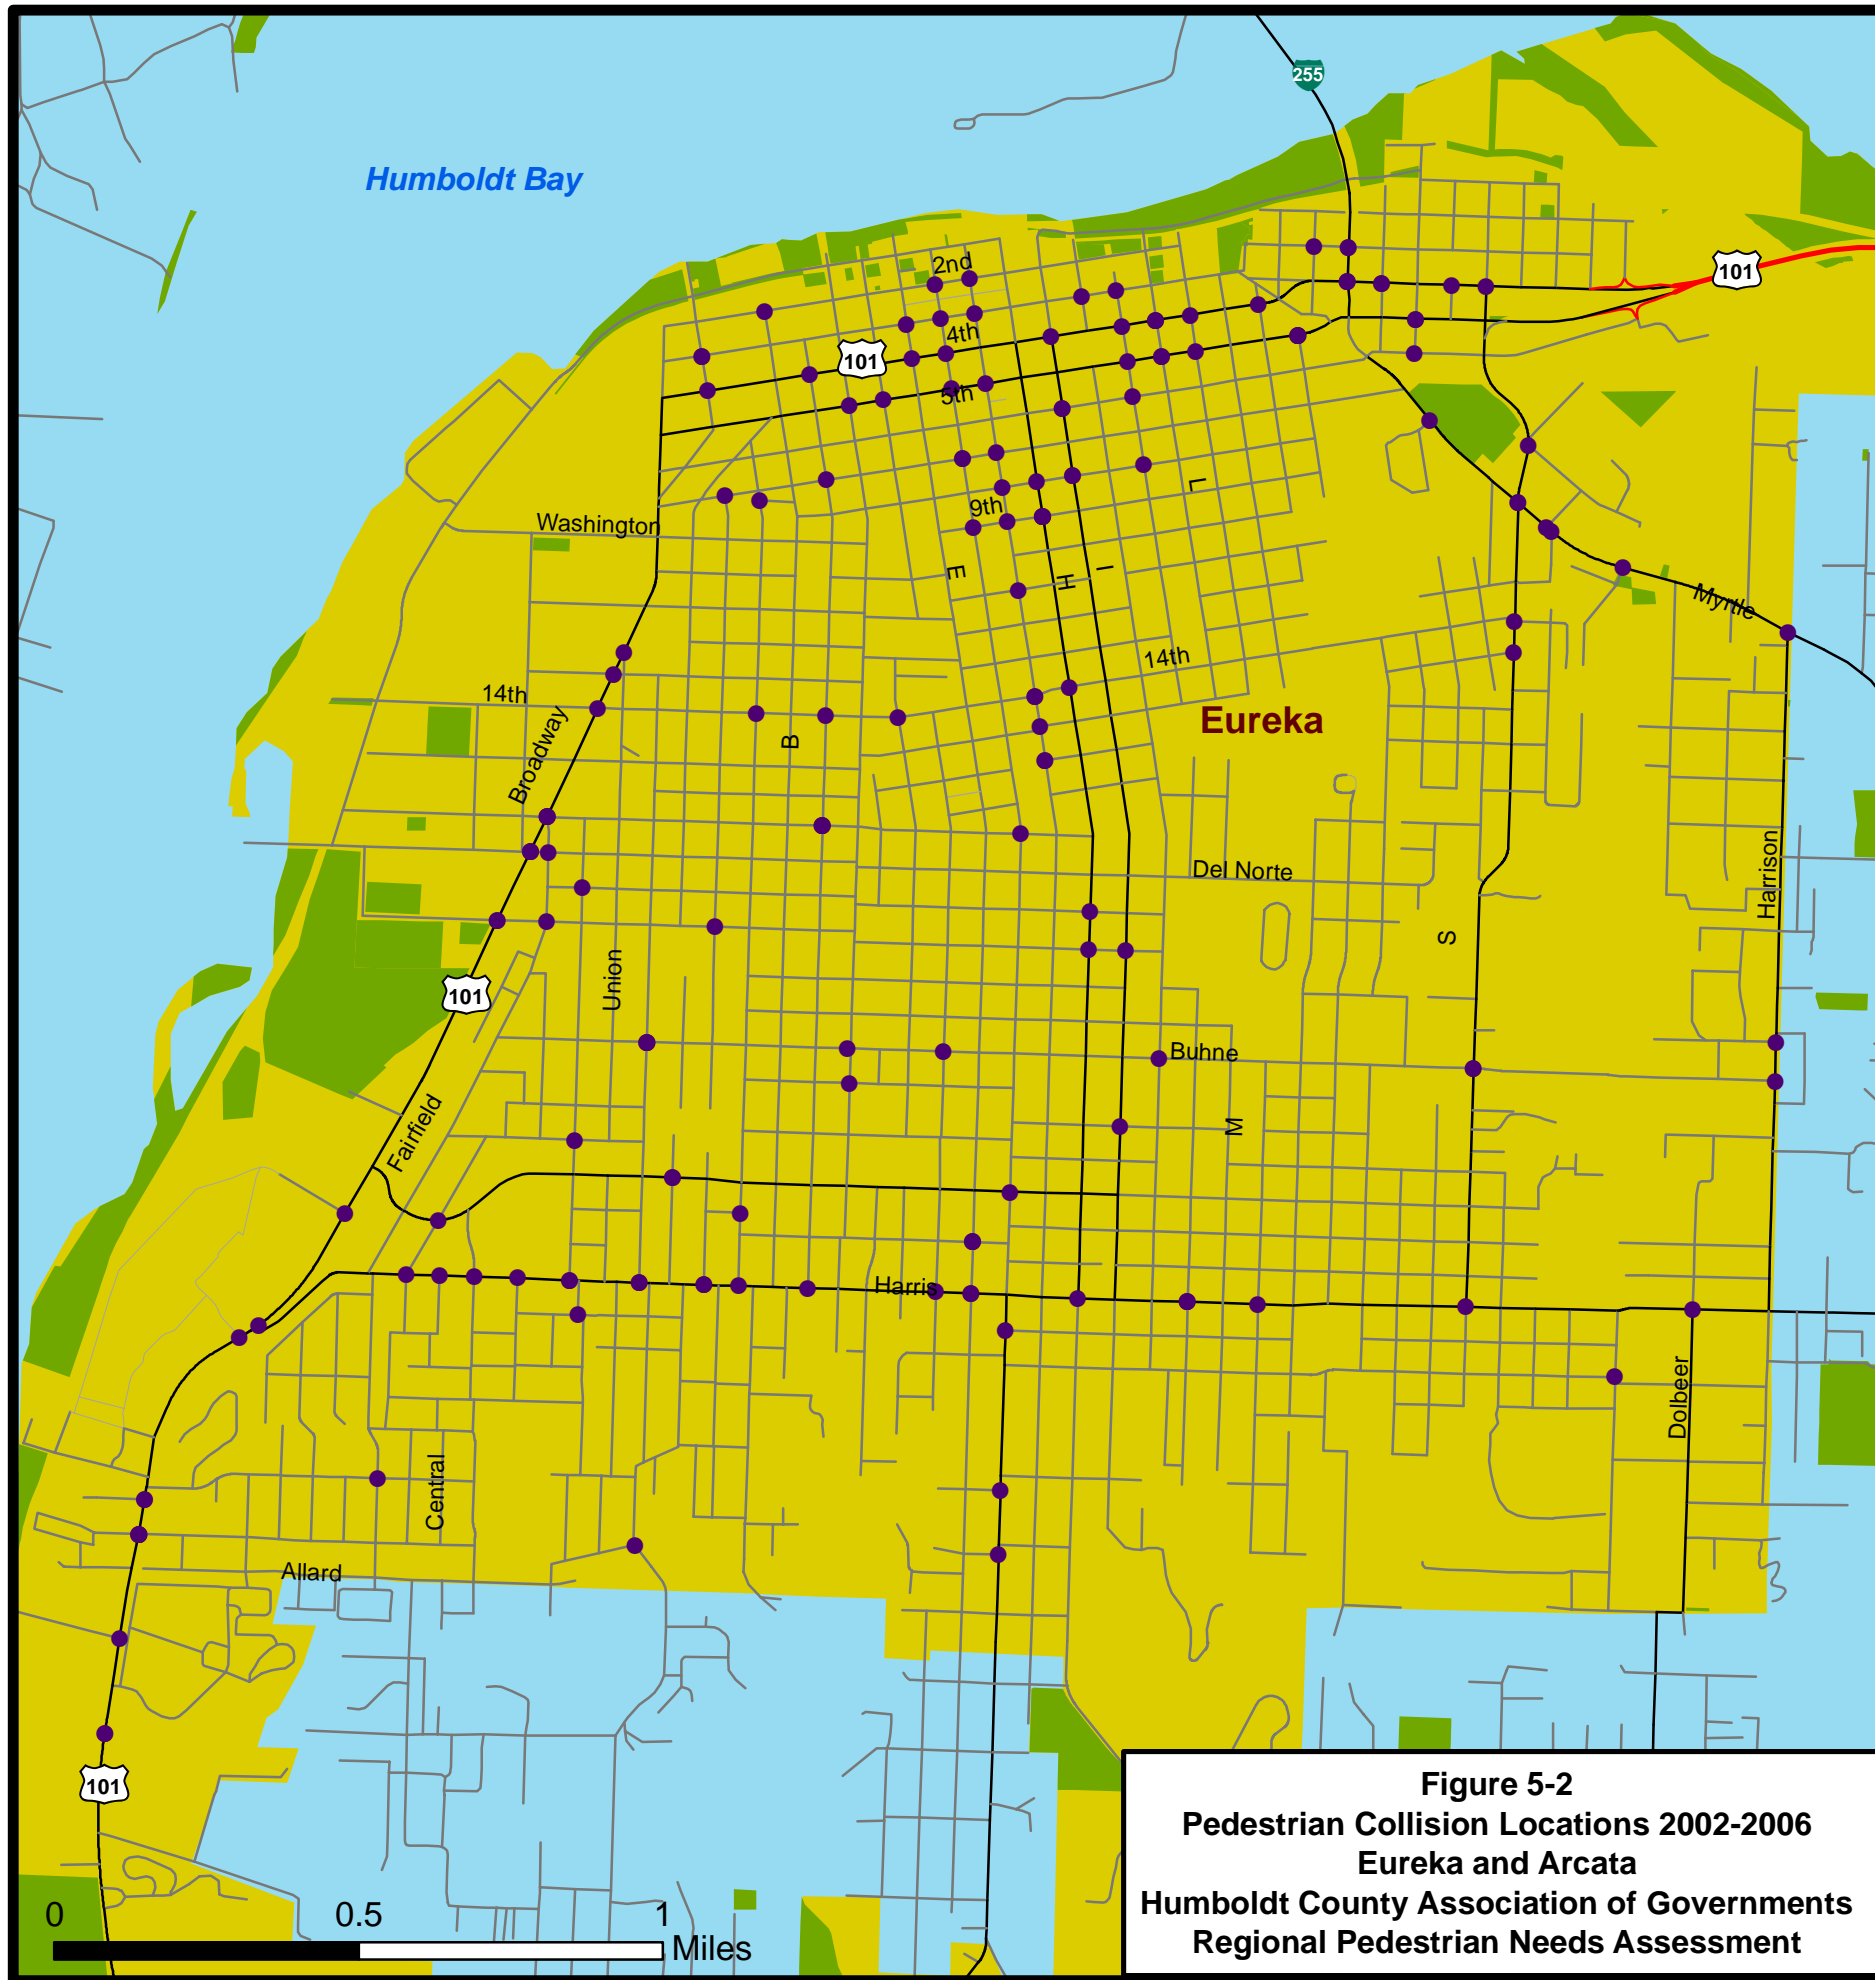 255
Humboldt Bay
101
2nd
4th
101
5th
L
9th
Washington
E
H
I
Myrtle
14th
14th
Eureka
Broadway
B
Del Norte
Harrison
S
Union
101
Buhne
M
Fairfield
Harris
Dolbeer
Central
Allard
101
0 0.5 1
Miles
Figure 5-2
Pedestrian Collision Locations 2002-2006
Eureka and Arcata
Humboldt County Association of Governments
Regional Pedestrian Needs Assessment